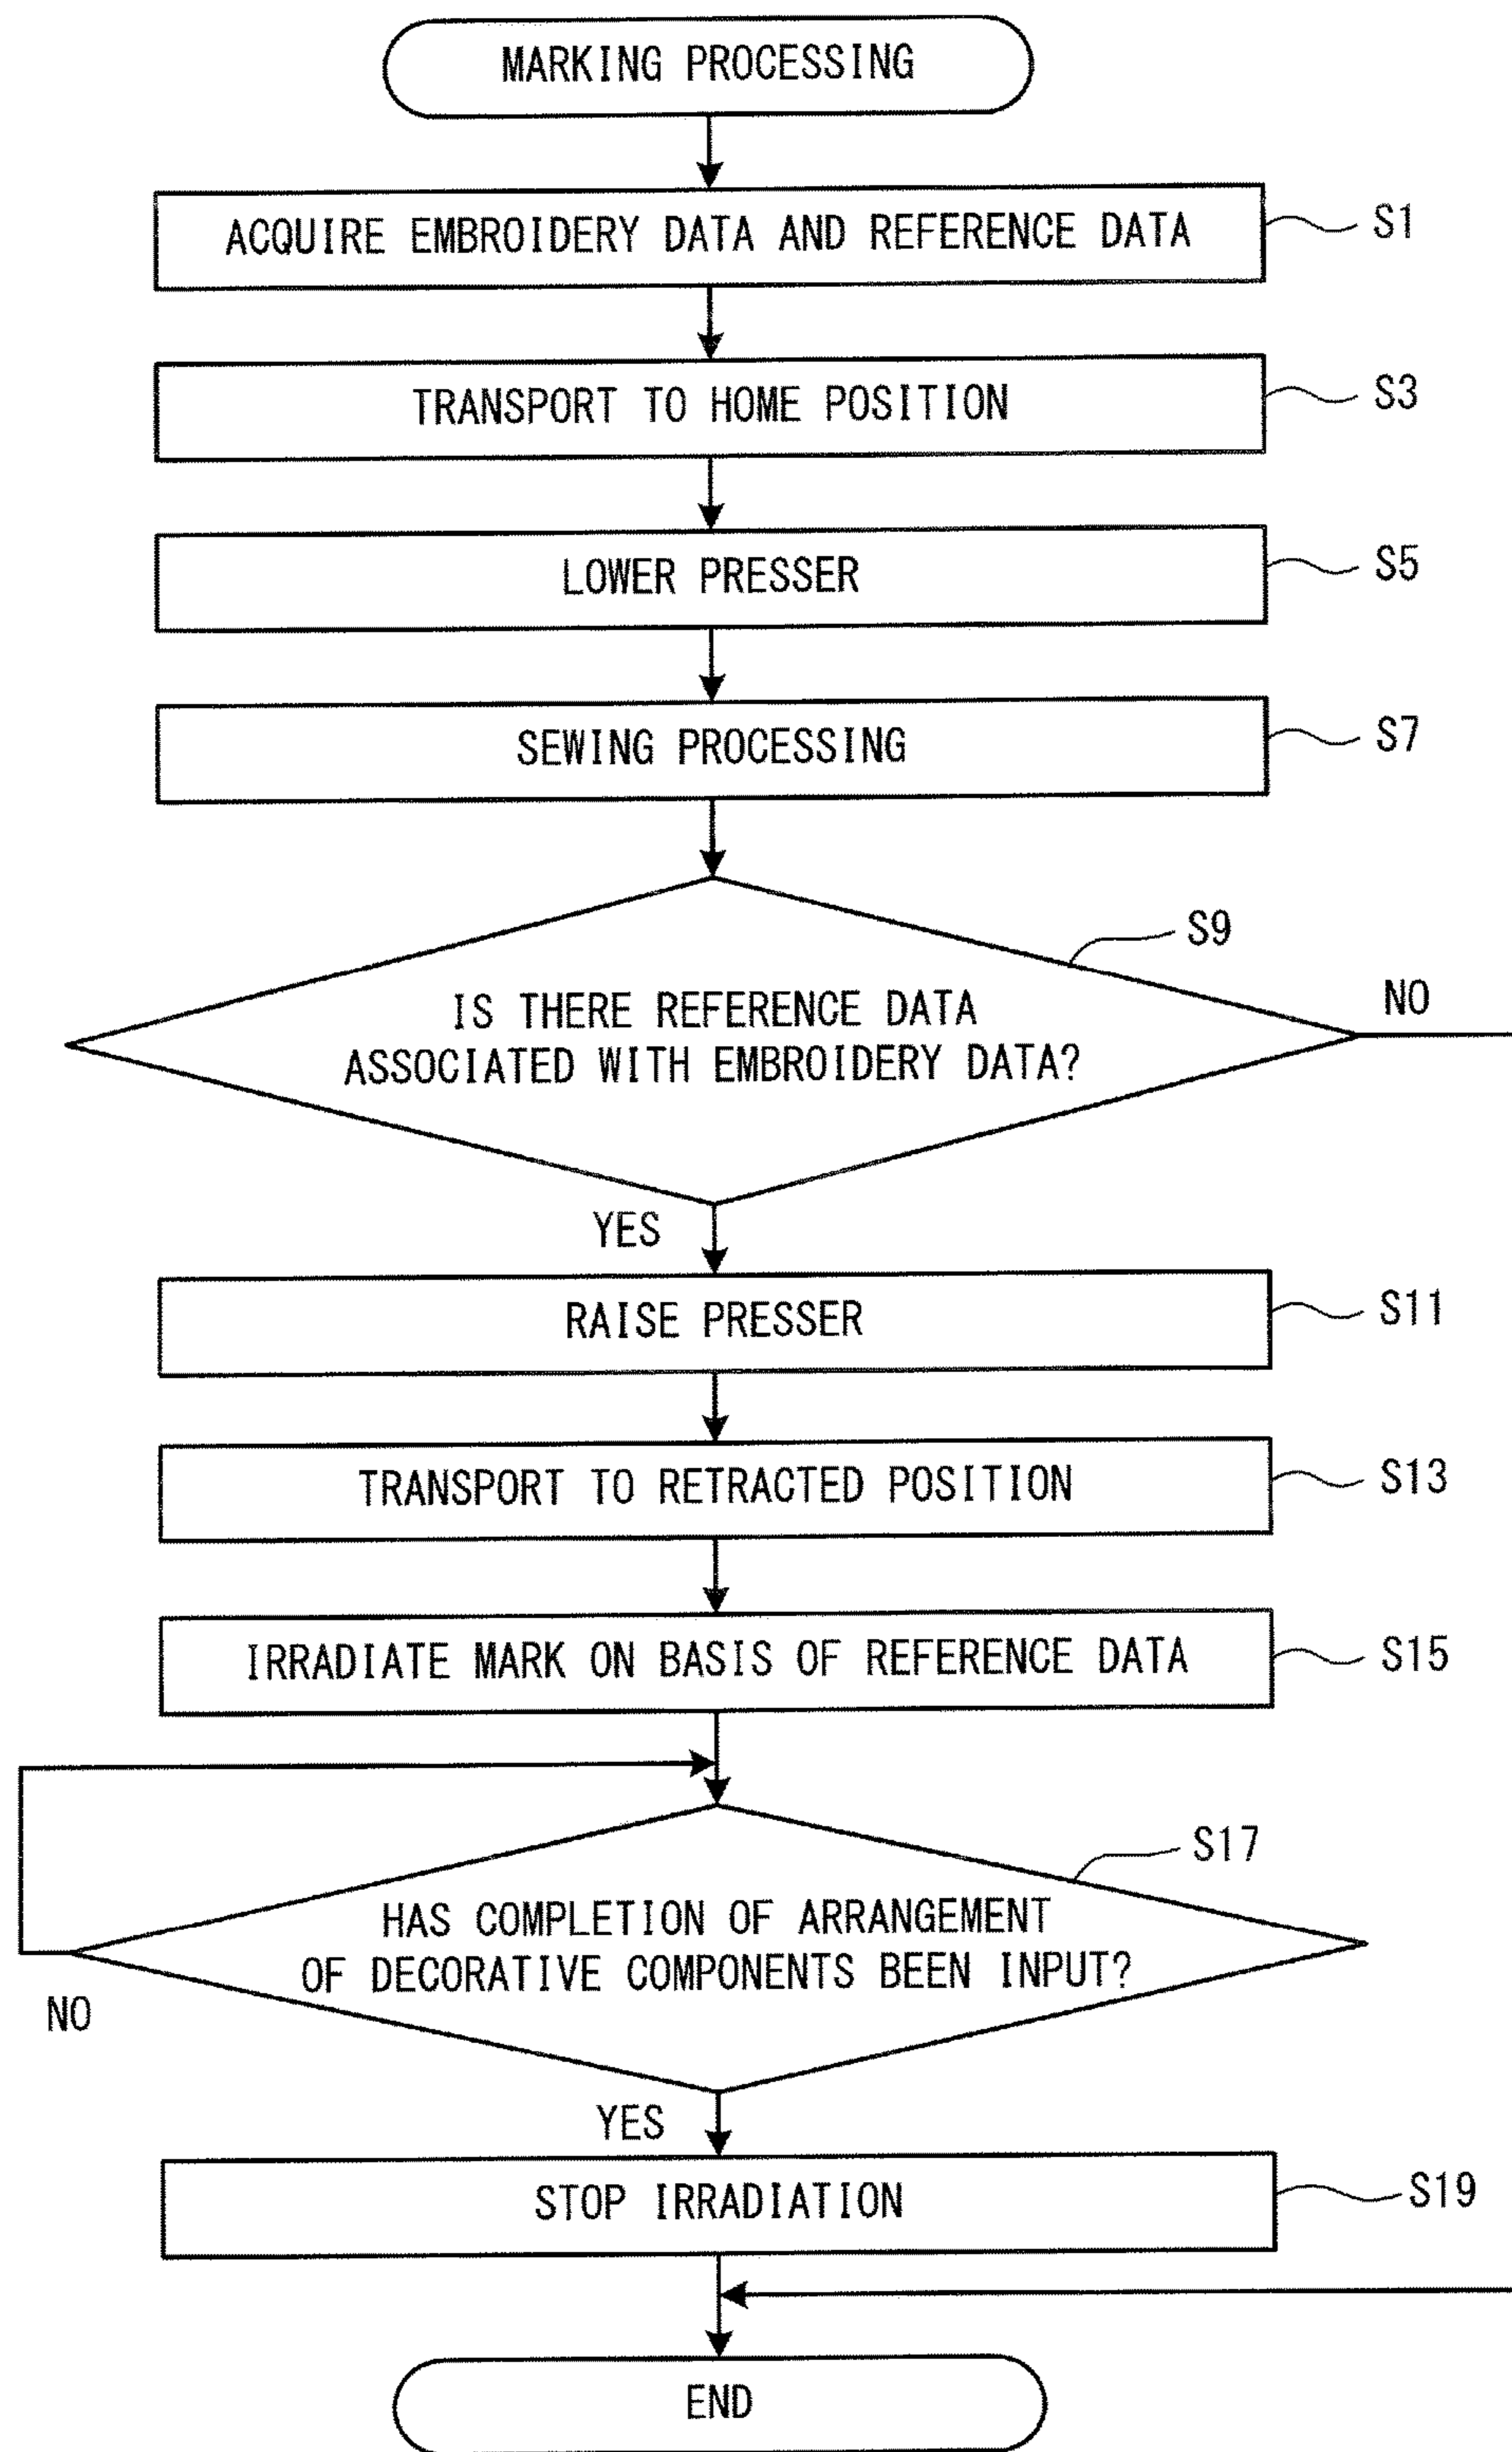 MARKING PROCESSING
ACQUIRE EMBROIDERY DATA AND REFERENCE DATA
S1
TRANSPORT TO HOME POSITION
S3
LOWER PRESSER
S5
SEWING PROCESSING
S7
S9
IS THERE REFERENCE DATA
ASSOCIATED WITH EMBROIDERY DATA?
NO
YES
RAISE PRESSER
S11
TRANSPORT TO RETRACTED POSITION
S13
IRRADIATE MARK ON BASIS OF REFERENCE DATA
S15
S17
HAS COMPLETION OF ARRANGEMENT
OF DECORATIVE COMPONENTS BEEN INPUT?
NO
YES
STOP IRRADIATION
S19
END